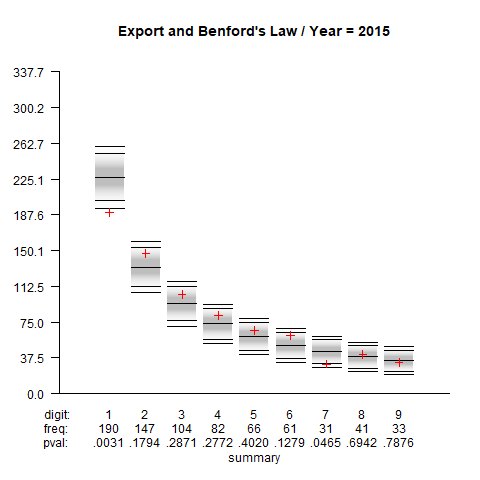 Export and Benford's Law / Year = 2015
337.7
300.2
262.7
225.1
187.6
150.1
112.5
75.0
37.5
0.0
digit: 1 2 3 4 5 6 7 8 9
freq: 190 147 104 82 66 61 31 41 33
pval: .0031 .1794 .2871 .2772 .4020 .1279 .0465 .6942 .7876
summary